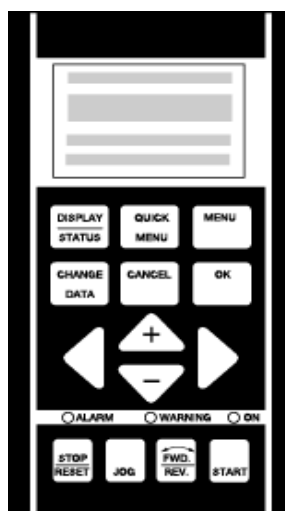 DISPLAY QUICK MENU
STATUS MENU
CHANGE CANCEL OK
DATA
+
−
ALARM WARNING ON
STOP FWD.
RESET JOG REV. START